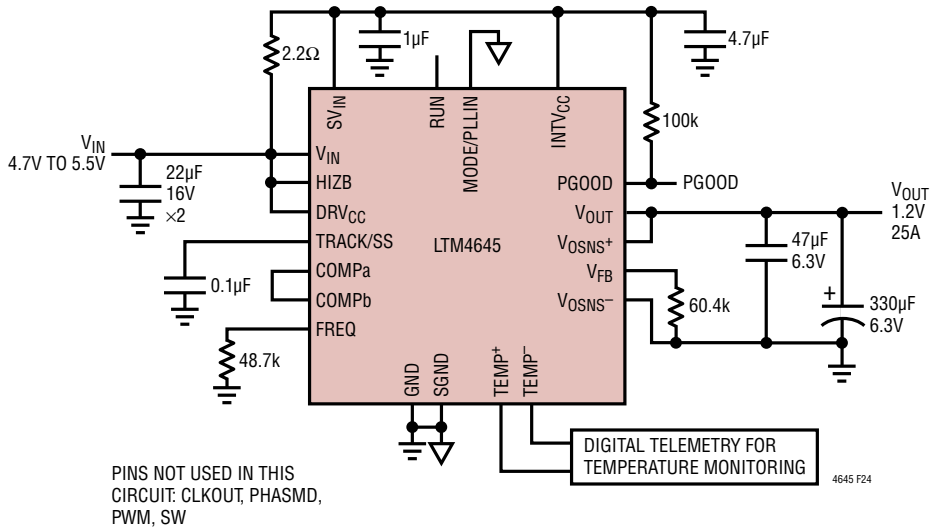 2.2Ω
1µF
4.7µF
SVIN
RUN
MODE/PLLIN
INTVCC
100k
VIN
4.7V TO 5.5V
22µF
16V
×2
VIN
HIZB
DRVCC
TRACK/SS
COMPa
COMPb
FREQ
0.1µF
48.7k
LTM4645
PGOOD
PGOOD
VOUT
VOSNS+
VFB
VOSNS–
60.4k
47µF
6.3V
VOUT
1.2V
25A
+
330µF
6.3V
GND
SGND
TEMP+
TEMP–
DIGITAL TELEMETRY FOR
TEMPERATURE MONITORING
4645 F24
PINS NOT USED IN THIS
CIRCUIT: CLKOUT, PHASMD,
PWM, SW